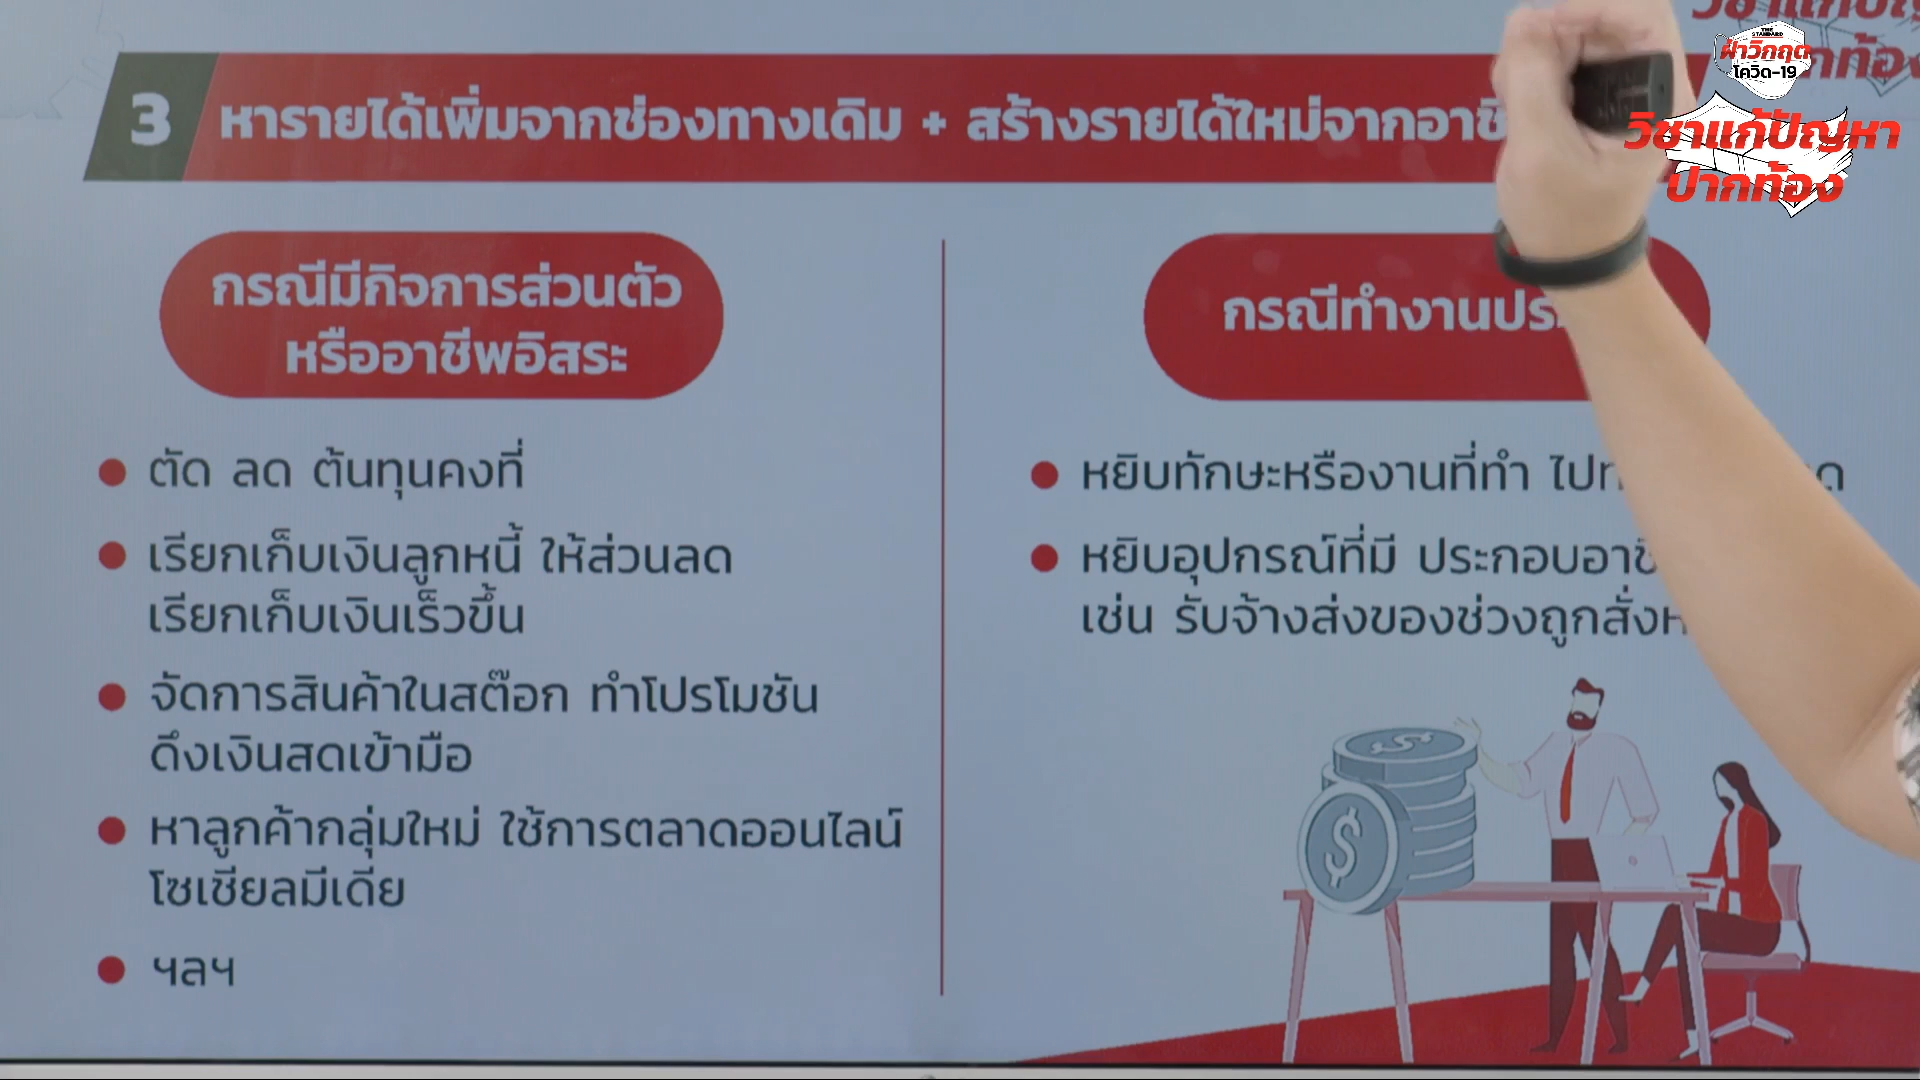 3 หารายได้เพิ่มจากช่องทางเดิม + สร้างรายได้ใหม่จาก
กรณีมีกิจการส่วนตัว
หรืออาชีพอิสระ
• ตัด ลด ต้นทุนคงที่
• เรียกเก็บเงินลูกหนี้ ให้ส่วนลด
เรียกเก็บเงินเร็วขึ้น
• จัดการสินค้าในสต๊อก ทำโปรโมชัน
ดึงเงินสดเข้ามือ
• หาลูกค้ากลุ่มใหม่ ใช้การตลาดออนไลน์
โซเชียลมีเดีย
• ฯลฯ
กรณีทำงาน
• หยิบทักษะหรืองานที่ทำ
• หยิบอุปกรณ์ที่มี ประกอบ
เช่น รับจ้างส่งของช่วงถูกสั่ง
THE STANDARD
ฝ่าวิกฤต
โควิด-19
วิชาแก้ปัญหา
ปากท้อง